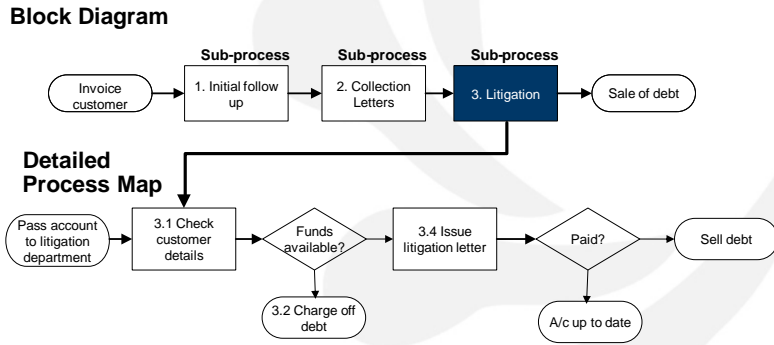 Block Diagram
Sub-process
Sub-process
Sub-process
Invoice
customer
1. Initial follow
up
2. Collection
Letters
3. Litigation
Sale of debt
Detailed
Process Map
Pass account
to litigation
department
3.1 Check
customer
details
Funds
available?
3.4 Issue
litigation letter
Paid?
Sell debt
3.2 Charge off
debt
A/c up to date